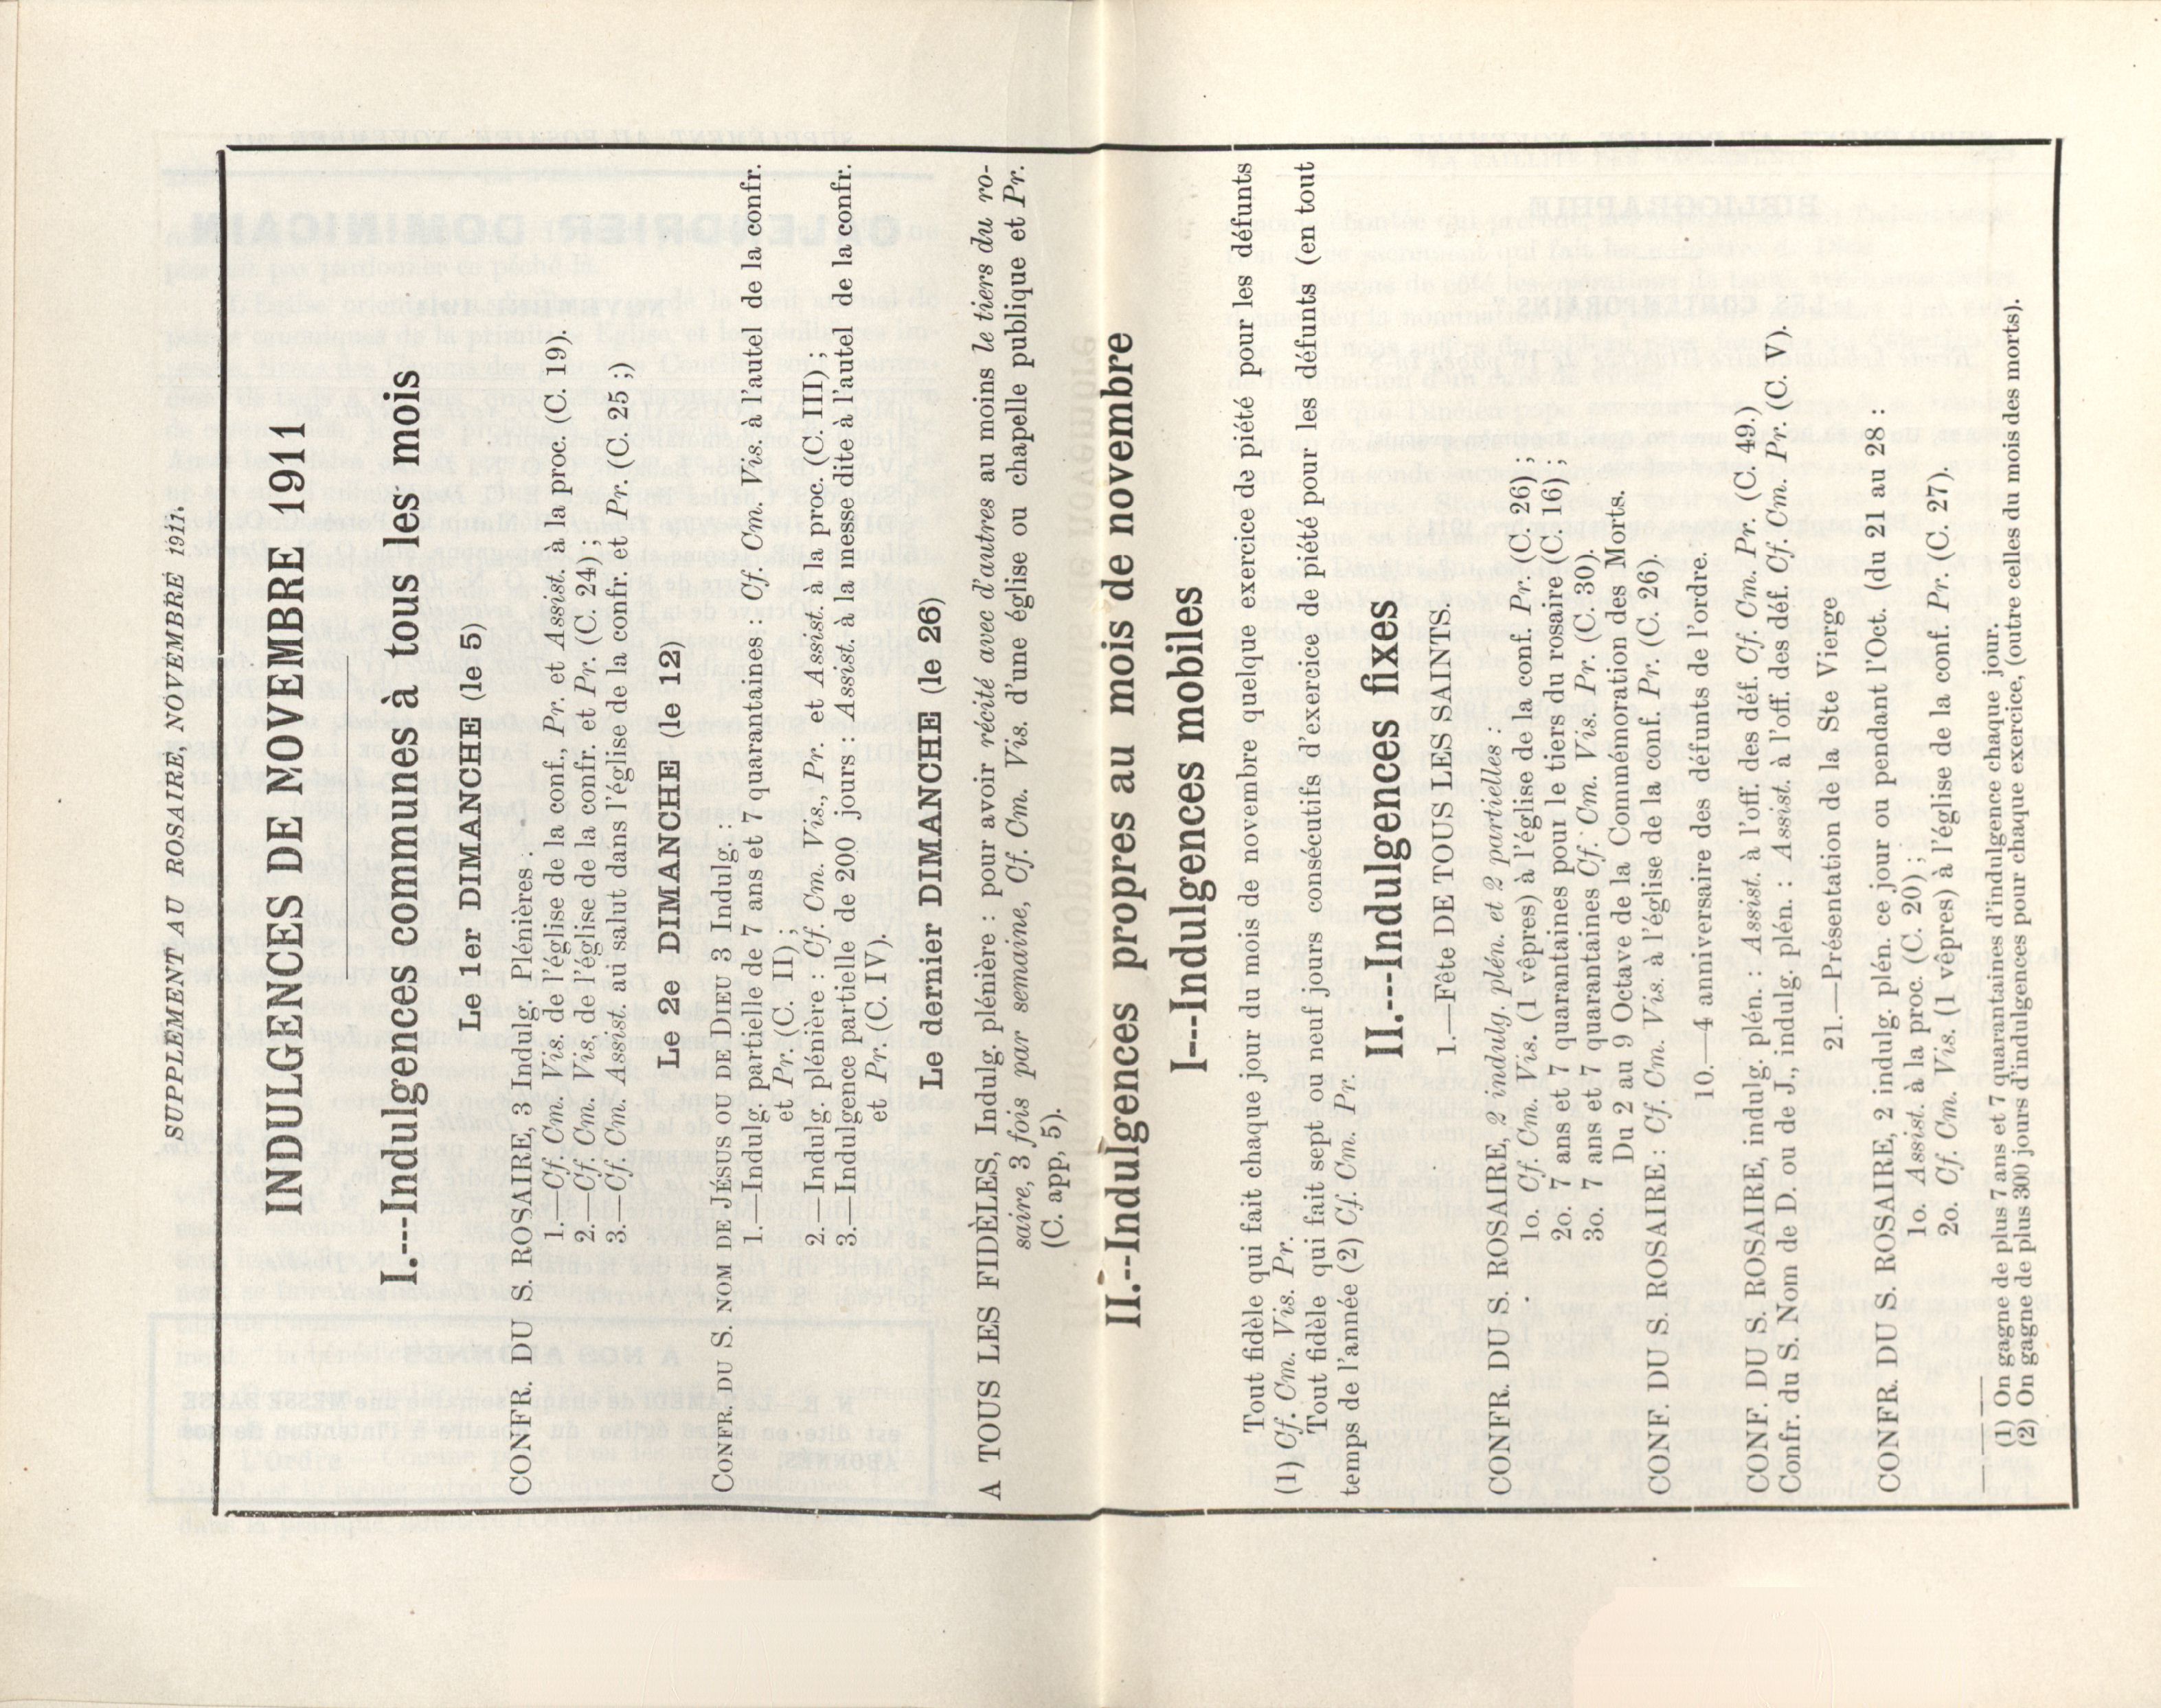 SUPPLEMENT AU ROSAIRE NOVEMBRE 1911.
INDULGENCES DE NOVEMBRE 1911
I.---Indulgences communes à tous les mois
Le 1er DIMANCHE (le 5)
CONFR. DU S. ROSAIRE, 3 Indulg. Plénières :
1.—Cf. Cm. Vis. de l'église de la conf., Pr. et Assist. à la proc. (C. 19).
2.—Cf. Cm. Vis, de l'église de la confr. et Pr. (C. 24);
3.—Cf. Cm. Assist. au salut dans l'église de la confr. et Pr. (C. 25 ;)
Le 2e DIMANCHE (le 12)
CONFR. DU S. NOM DE JÉSUS OU DE DIEU 3 Indulg. :
1.—Indulg. partielle de 7 ans et 7 quarantaines : Cf. Cm. Vis. à l'autel de la confr.
et Pr. (C. II) ;
2.—Indulg. plénière : Cf. Cm. Vis., Pr. et Assist. à la proc. (C. III) ;
3.—Indulgence partielle de 200 jours : Assist. à la messe dite à l'autel de la confr.
et Pr. (C. IV).
Le dernier DIMANCHE (le 26)
A TOUS LES FIDÈLES, Indulg. plénière : pour avoir récité avec d'autres au moins le tiers du ro-
saire, 3 fois par semaine, Cf. Cm. Vis. d'une église ou chapelle publique et Pr.
(C. app, 5).
II.--Indulgences propres au mois de novembre
I---Indulgences mobiles
Tout fidèle qui fait chaque jour du mois de novembre quelque exercice de piété pour les défunts
(1) Cf. Cm. Vis. Pr.
Tout fidèle qui fait sept ou neuf jours consécutifs d'exercice de piété pour les défunts (en tout
temps de l'année (2) Cf. Cm. Pr.
II.---Indulgences fixes
1.—Fête DE TOUS LES SAINTS.
CONFR. DU S. ROSAIRE, 2 indulg. plén. et 2 partielles :
1o. Cf. Cm. Vis. (1 vêpres) à l'église de la conf. Pr. (C. 26) ;
2o. 7 ans et 7 quarantaines pour le tiers du rosaire (C. 16) ;
3o. 7 ans et 7 quarantaines Cf. Cm. Vis. Pr. (C. 30).
Du 2 au 9 Octave de la Commémoration des Morts.
CONF. DU S. ROSAIRE : Cf. Cm. Vis. à l'église de la conf. Pr. (C. 26).
10.—4 anniversaire des défunts de l'ordre.
CONF. DU S. ROSAIRE, indulg. plén. : Assist. à l'off. des déf. Cf. Cm. Pr. (C. 49.)
Confr. du S. Nom de D. ou de J., indulg. plén. : Assist. à l'off. des déf. Cf. Cm. Pr. (C. V).
21.—Présentation de la Ste Vierge
CONFR. DU S. ROSAIRE, 2 indulg. plén. ce jour ou pendant l'Oct. (du 21 au 28 :
1o. Assist. à la proc. (C. 20) ;
2o. Cf. Cm. Vis. (1 vêpres) à l'église de la conf. Pr. (C. 27).
(1) On gagne de plus 7 ans et 7 quarantaines d'indulgence chaque jour.
(2) On gagne de plus 300 jours d'indulgences pour chaque exercice, (outre celles du mois des morts).